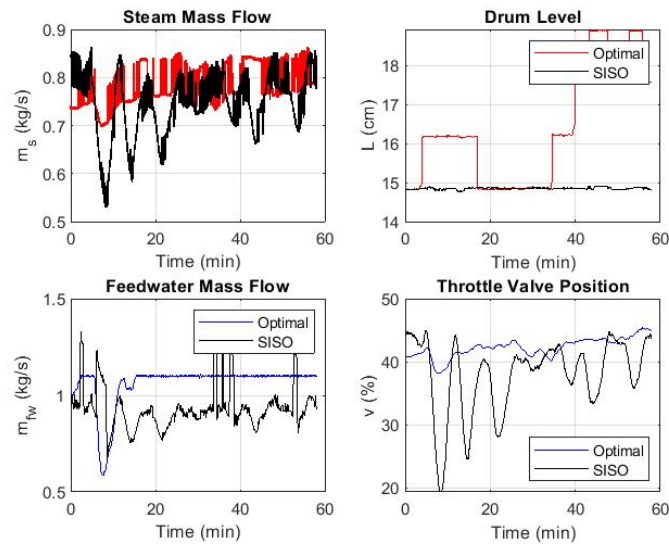 Steam Mass Flow
0.9
0.8
0.7
0.6
0.5
m_s (kg/s)
0 20 40 60
Time (min)
Drum Level
18
17
16
15
14
L (cm)
Optimal
SISO
0 20 40 60
Time (min)
Feedwater Mass Flow
1.5
1
0.5
m_fw (kg/s)
Optimal
SISO
0 20 40 60
Time (min)
Throttle Valve Position
50
40
30
20
v (%)
Optimal
SISO
0 20 40 60
Time (min)